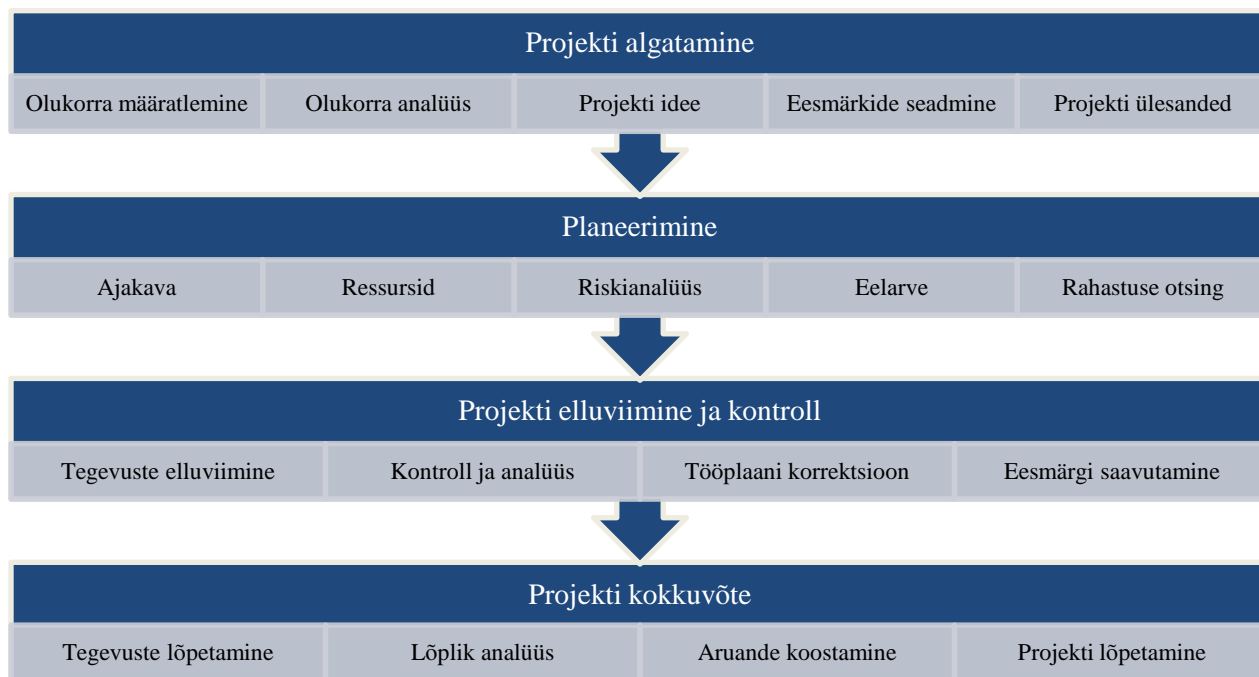 Projekti algatamine
Olukorra määratlemine Olukorra analüüs Projekti idee Eesmärkide seadmine Projekti ülesanded
Planeerimine
Ajakava Ressursid Riskianalüüs Eelarve Rahastuse otsing
Projekti elluviimine ja kontroll
Tegevuste elluviimine Kontroll ja analüüs Tööplaani korrektsioon Eesmärgi saavutamine
Projekti kokkuvõte
Tegevuste lõpetamine Lõplik analüüs Aruande koostamine Projekti lõpetamine